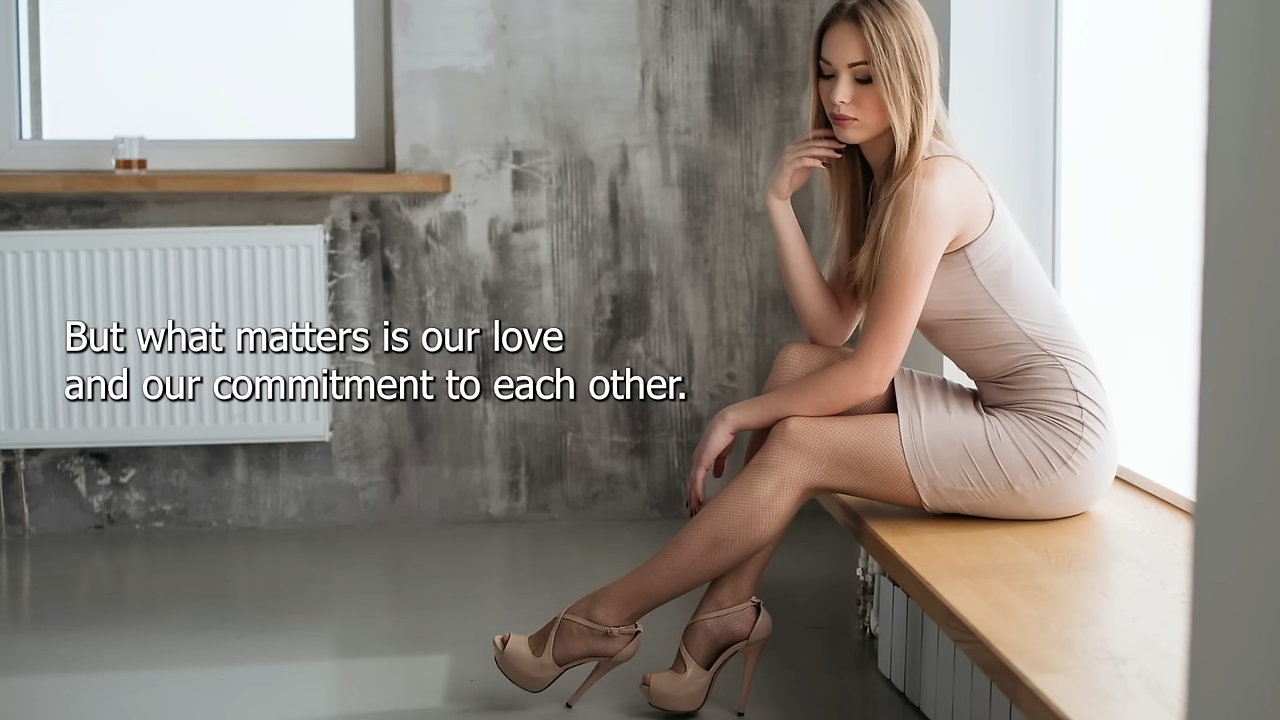 But what matters is our love
and our commitment to each other.